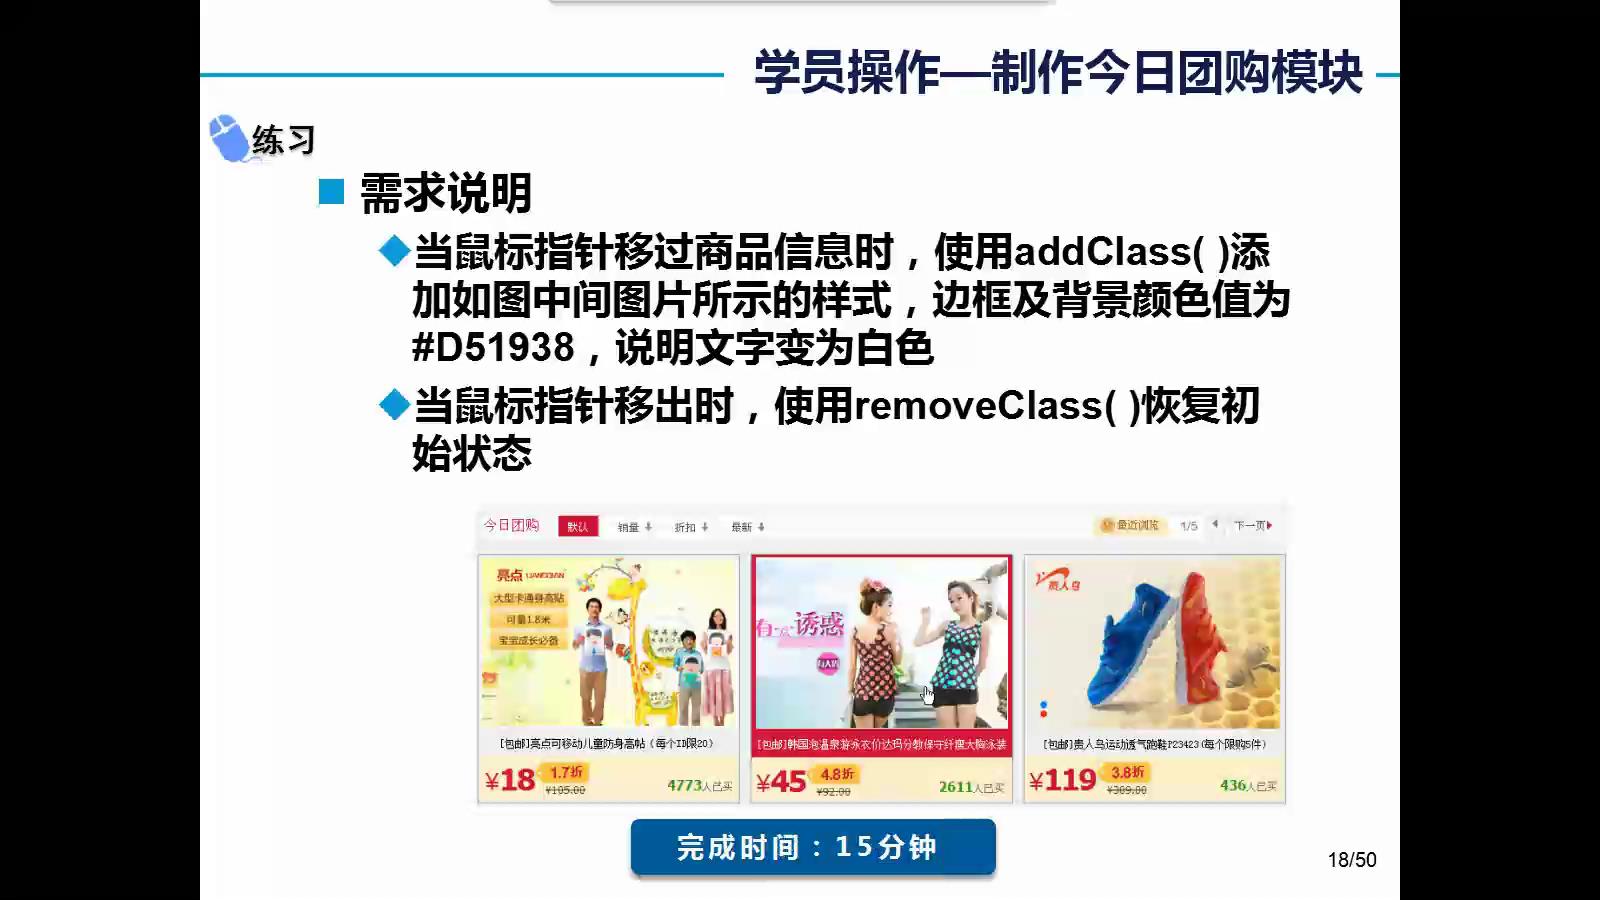 学员操作—制作今日团购模块
练习
需求说明
当鼠标指针移过商品信息时，使用addClass( )添
加如图中间图片所示的样式，边框及背景颜色值为
#D51938，说明文字变为白色
当鼠标指针移出时，使用removeClass( )恢复初
始状态
今日团购 默认 销量 折扣 最新 最近浏览 1/5 下一页
亮点 LIANGDIAN
大型卡通身高贴
可量1.8米
宝宝成长必备
有一点诱惑
贵人鸟
[包邮]亮点可移动儿童防身高帖（每个ID限20）
[包邮]韩国泡温泉游泳衣价达玛分教保守纤瘦大胸泳装
[包邮]贵人鸟运动透气跑鞋P23423(每个限购5件)
¥18 1.7折 ¥105.00 4773人已买
¥45 4.8折 ¥92.00 2611人已买
¥119 3.8折 ¥309.00 436人已买
完成时间：15分钟
18/50